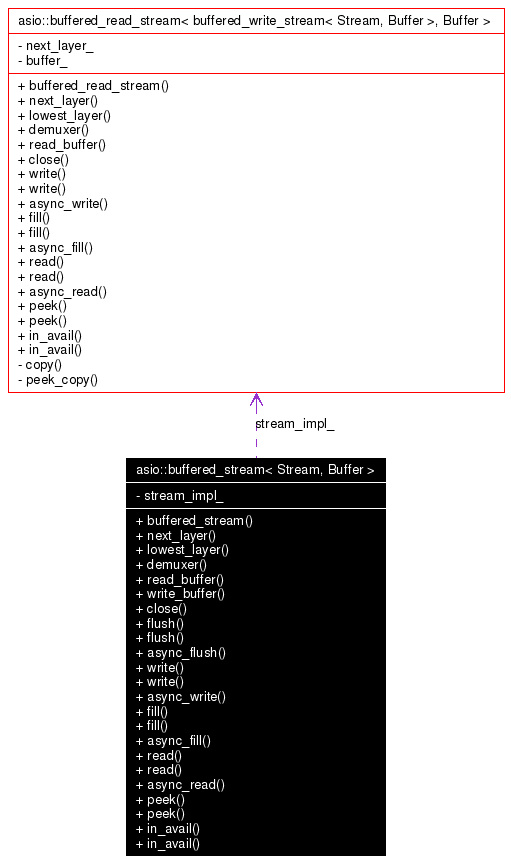 asio::buffered_read_stream< buffered_write_stream< Stream, Buffer >, Buffer >
- next_layer_
- buffer_
+ buffered_read_stream()
+ next_layer()
+ lowest_layer()
+ demuxer()
+ read_buffer()
+ close()
+ write()
+ write()
+ async_write()
+ fill()
+ fill()
+ async_fill()
+ read()
+ read()
+ async_read()
+ peek()
+ peek()
+ in_avail()
+ in_avail()
- copy()
- peek_copy()
stream_impl_
asio::buffered_stream< Stream, Buffer >
- stream_impl_
+ buffered_stream()
+ next_layer()
+ lowest_layer()
+ demuxer()
+ read_buffer()
+ write_buffer()
+ close()
+ flush()
+ flush()
+ async_flush()
+ write()
+ write()
+ async_write()
+ fill()
+ fill()
+ async_fill()
+ read()
+ read()
+ async_read()
+ peek()
+ peek()
+ in_avail()
+ in_avail()